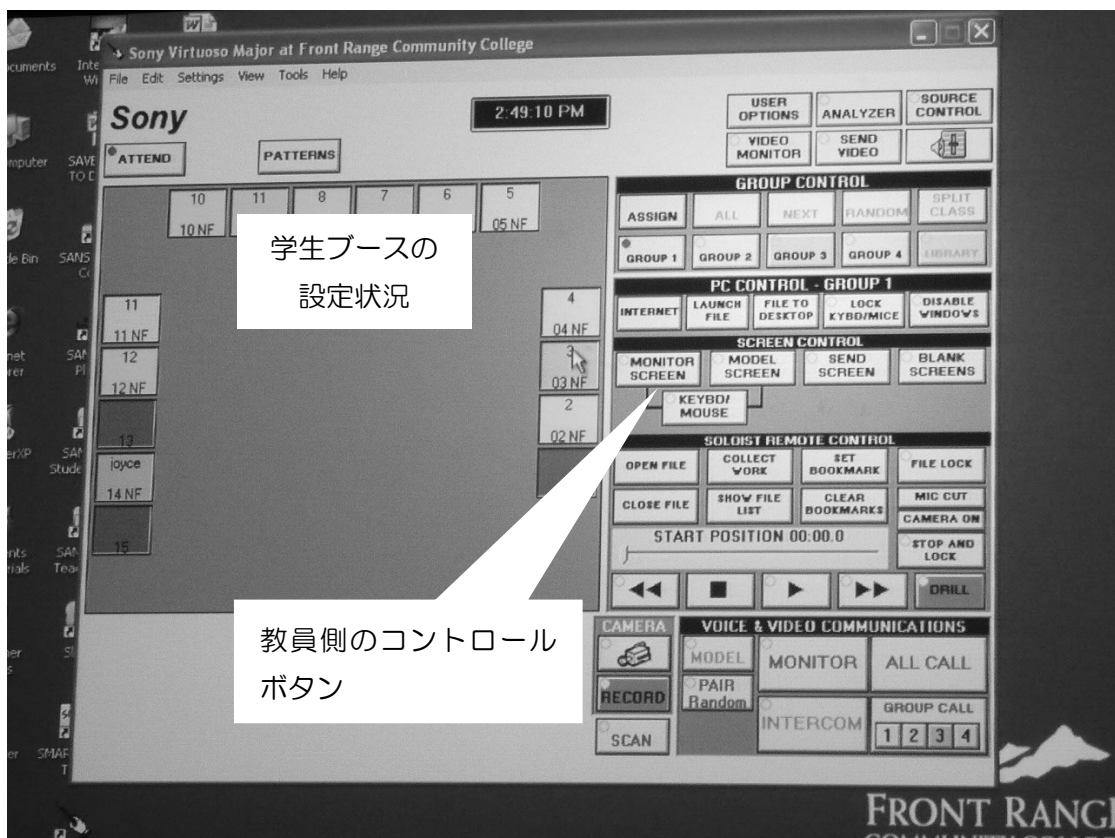 Sony Virtuoso Major at Front Range Community College
File Edit Settings View Tools Help
Sony
2:49:10 PM
USER OPTIONS
ANALYZER
SOURCE CONTROL
ATTEND
PATTERNS
VIDEO MONITOR
SEND VIDEO
10 11 8 7 6 5
10 NF
05 NF
学生ブースの
設定状況
11
11 NF
12
12 NF
13
joyce
14 NF
15
4
04 NF
3
03 NF
2
02 NF
GROUP CONTROL
ASSIGN ALL NEXT RANDOM SPLIT CLASS
GROUP 1 GROUP 2 GROUP 3 GROUP 4 LIBRARY
PC CONTROL - GROUP 1
INTERNET LAUNCH FILE FILE TO DESKTOP LOCK KYBD/MICE DISABLE WINDOWS
SCREEN CONTROL
MONITOR SCREEN MODEL SCREEN SEND SCREEN BLANK SCREENS
KEYBD/ MOUSE
SOLOIST REMOTE CONTROL
OPEN FILE COLLECT WORK SET BOOKMARK FILE LOCK
CLOSE FILE SHOW FILE LIST CLEAR BOOKMARKS MIC CUT
CAMERA ON
START POSITION 00:00.0
STOP AND LOCK
DRILL
教員側のコントロール
ボタン
CAMERA
RECORD
SCAN
VOICE & VIDEO COMMUNICATIONS
MODEL MONITOR ALL CALL
PAIR Random
INTERCOM
GROUP CALL
1 2 3 4
FRONT RANG